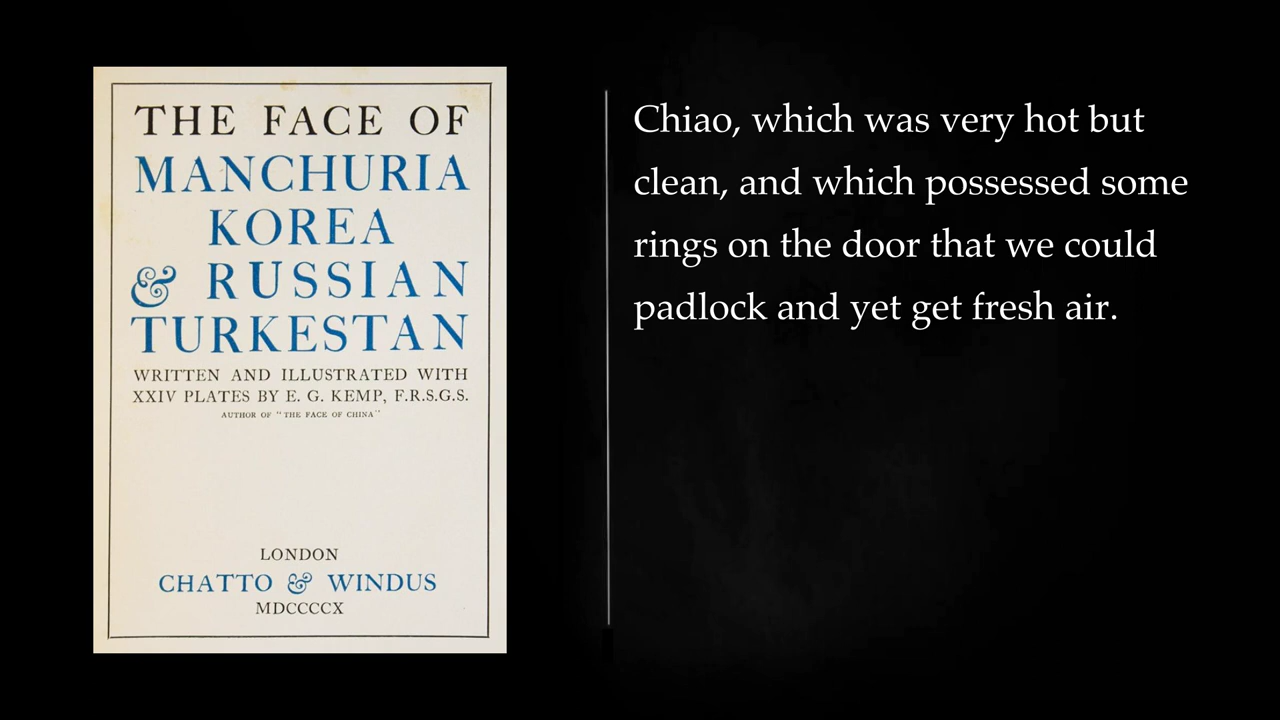 THE FACE OF
MANCHURIA
KOREA
& RUSSIAN
TURKESTAN
WRITTEN AND ILLUSTRATED WITH
XXIV PLATES BY E. G. KEMP, F.R.S.G.S.
AUTHOR OF "THE FACE OF CHINA"
LONDON
CHATTO & WINDUS
MDCCCCX
Chiao, which was very hot but
clean, and which possessed some
rings on the door that we could
padlock and yet get fresh air.